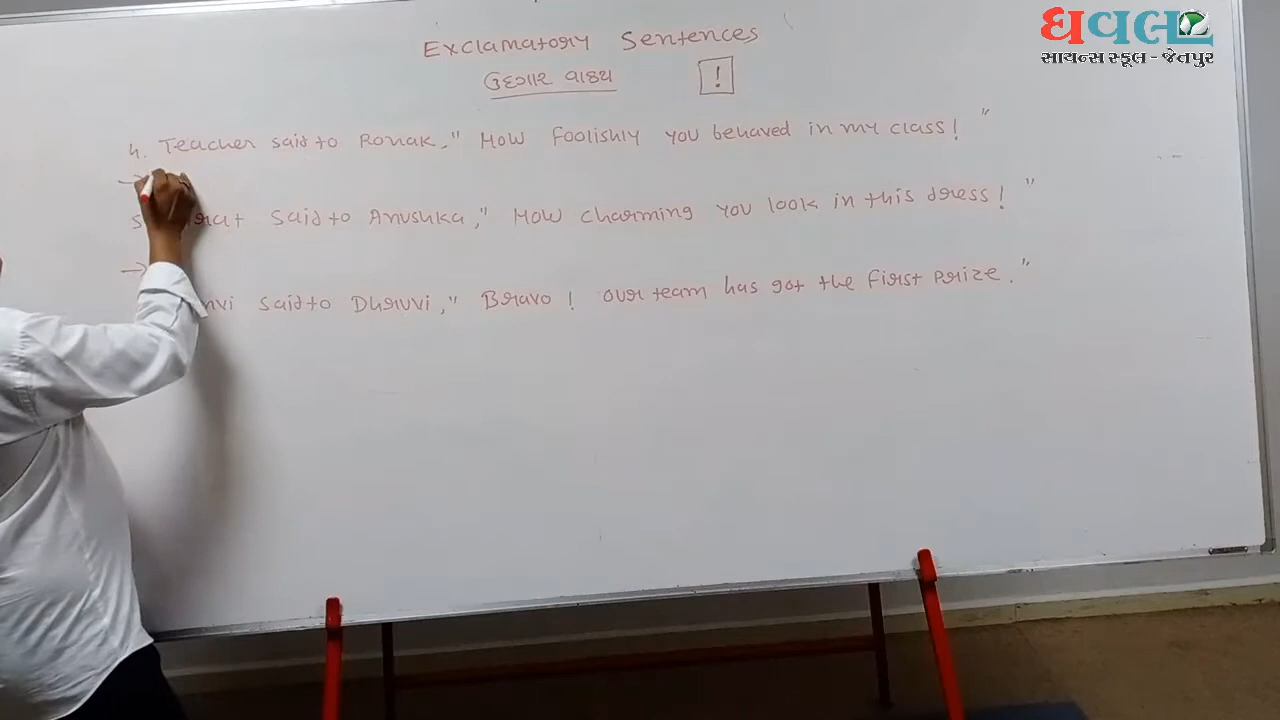 ધવલ
સાયન્સ સ્કૂલ - જેતપુર
Exclamatory Sentences
ઉદગાર વાક્ય !
4. Teacher said to Ronak, " How foolishly you behaved in my class! "
→
said to Anushka, " How charming you look in this dress ! "
→
said to Dhruvi, " Bravo ! our team has got the first prize. "